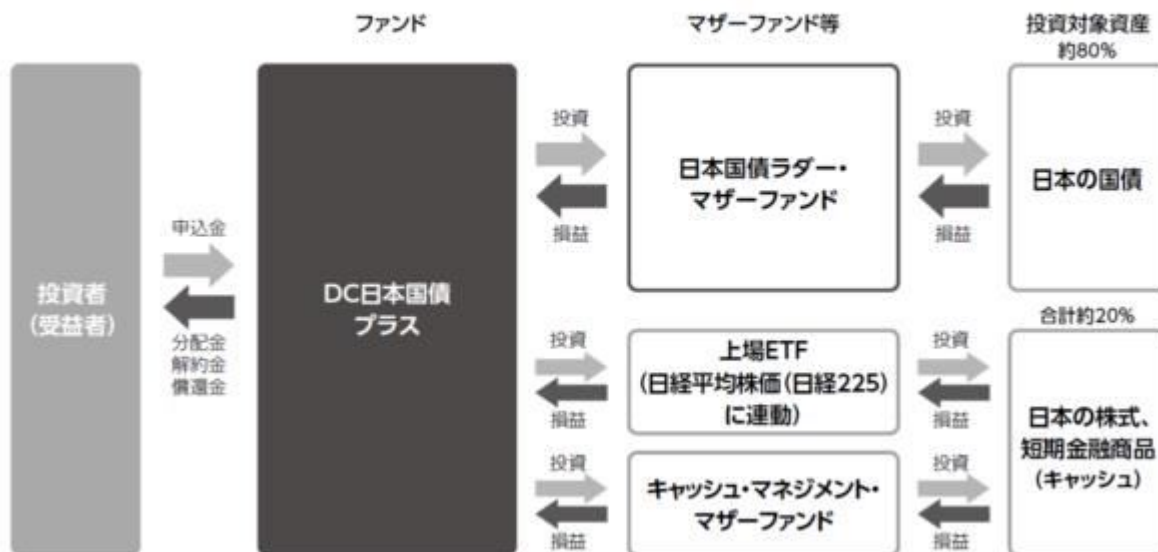 ファンド
マザーファンド等
投資対象資産
約80%
投資者
(受益者)
申込金
分配金
解約金
償還金
DC日本国債
プラス
投資
損益
日本国債ラダー・
マザーファンド
投資
損益
日本の国債
合計約20%
投資
損益
上場ETF
(日経平均株価(日経225)
に連動)
投資
損益
日本の株式、
短期金融商品
(キャッシュ)
投資
損益
キャッシュ・マネジメント・
マザーファンド
投資
損益